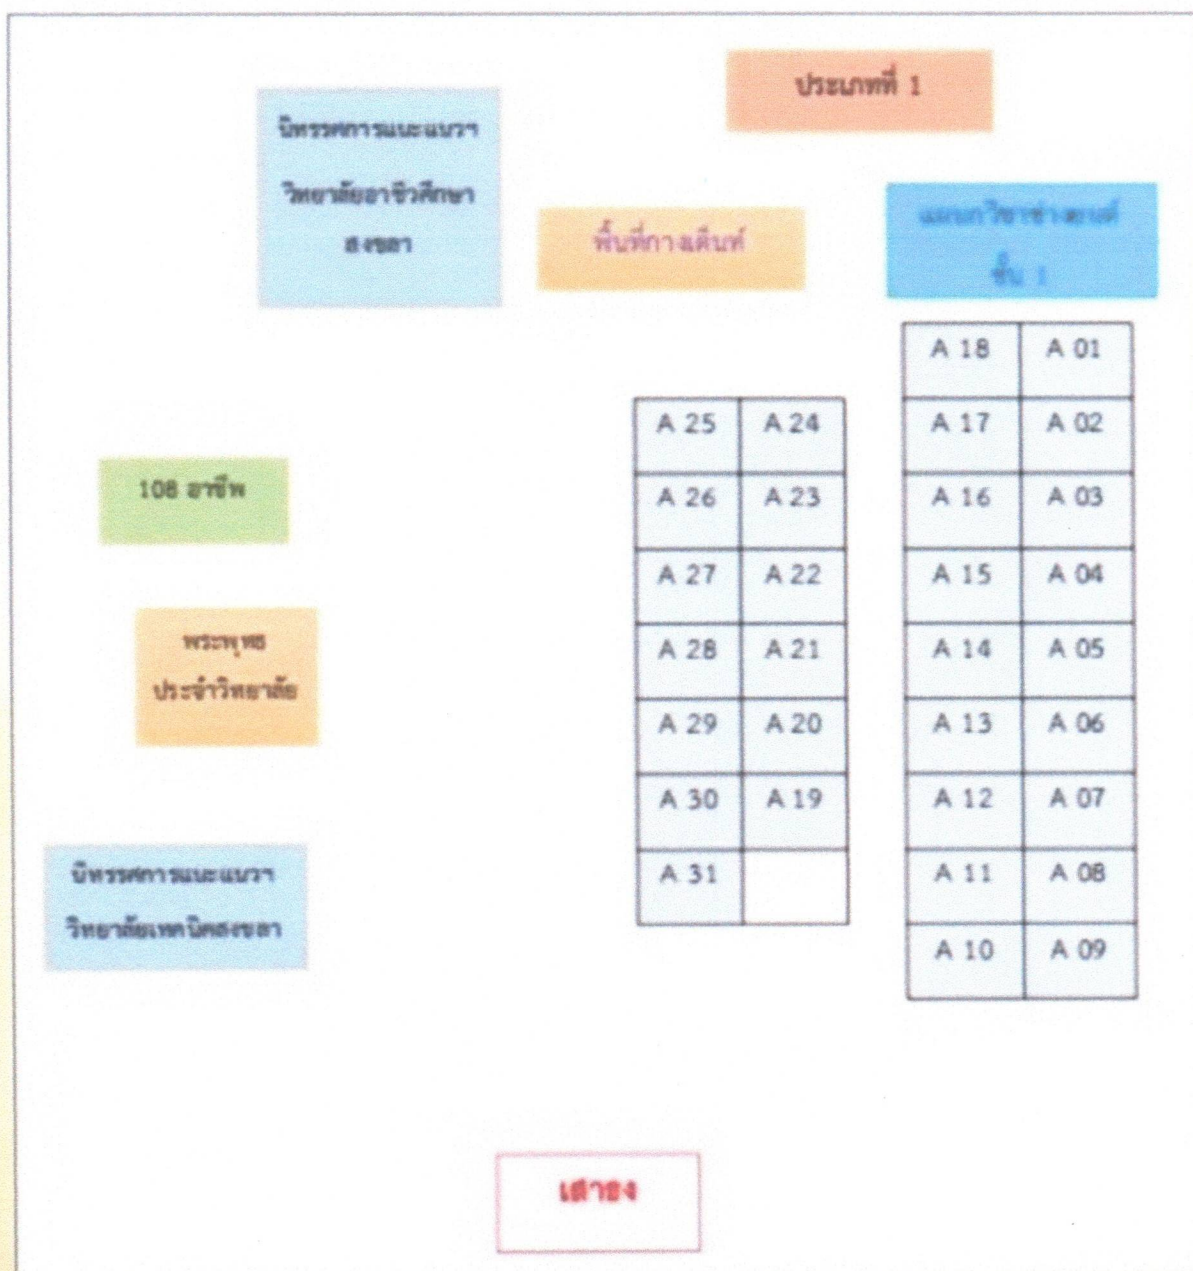 ประเภทที่ 1
นิทรรศการแนะแนวฯ
วิทยาลัยอาชีวศึกษา
สงขลา
พื้นที่กางเต็นท์
แผนกวิชาช่างยนต์
ชั้น 1
A 18 A 01
A 25 A 24 A 17 A 02
108 อาชีพ
A 26 A 23 A 16 A 03
A 27 A 22 A 15 A 04
พระพุทธ
ประจำวิทยาลัย
A 28 A 21 A 14 A 05
A 29 A 20 A 13 A 06
A 30 A 19 A 12 A 07
นิทรรศการแนะแนวฯ
วิทยาลัยเทคนิคสงขลา
A 31 A 11 A 08
A 10 A 09
เสาธง